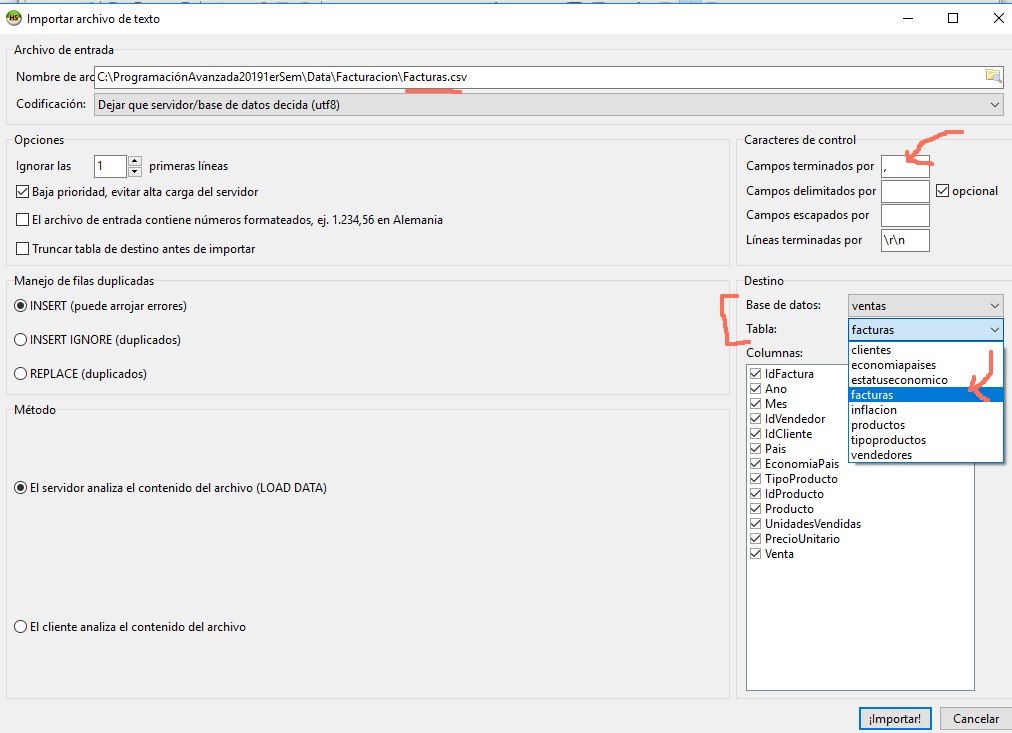 HS
Importar archivo de texto
Archivo de entrada
Nombre de arc C:\ProgramaciónAvanzada20191erSem\Data\Facturacion\Facturas.csv
Codificación: Dejar que servidor/base de datos decida (utf8)
Opciones
Ignorar las 1 primeras líneas
Baja prioridad, evitar alta carga del servidor
El archivo de entrada contiene números formateados, ej. 1.234,56 en Alemania
Truncar tabla de destino antes de importar
Caracteres de control
Campos terminados por ,
Campos delimitados por opcional
Campos escapados por
Líneas terminadas por \r\n
Manejo de filas duplicadas
INSERT (puede arrojar errores)
INSERT IGNORE (duplicados)
REPLACE (duplicados)
Método
El servidor analiza el contenido del archivo (LOAD DATA)
El cliente analiza el contenido del archivo
Destino
Base de datos: ventas
Tabla: facturas
clientes
economiapaises
estatuseconomico
facturas
inflacion
productos
tipoproductos
vendedores
Columnas:
IdFactura
Ano
Mes
IdVendedor
IdCliente
Pais
EconomiaPais
TipoProducto
IdProducto
Producto
UnidadesVendidas
PrecioUnitario
Venta
¡Importar! Cancelar